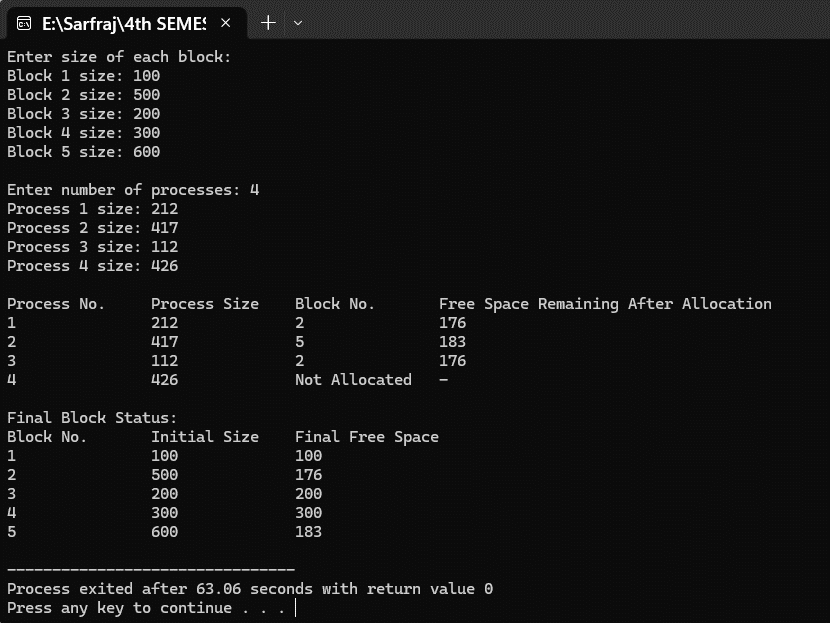 E:\Sarfraj\4th SEMES
Enter size of each block:
Block 1 size: 100
Block 2 size: 500
Block 3 size: 200
Block 4 size: 300
Block 5 size: 600
Enter number of processes: 4
Process 1 size: 212
Process 2 size: 417
Process 3 size: 112
Process 4 size: 426
Process No. Process Size Block No. Free Space Remaining After Allocation
1 212 2 176
2 417 5 183
3 112 2 176
4 426 Not Allocated -
Final Block Status:
Block No. Initial Size Final Free Space
1 100 100
2 500 176
3 200 200
4 300 300
5 600 183
--------------------------------
Process exited after 63.06 seconds with return value 0
Press any key to continue . . .